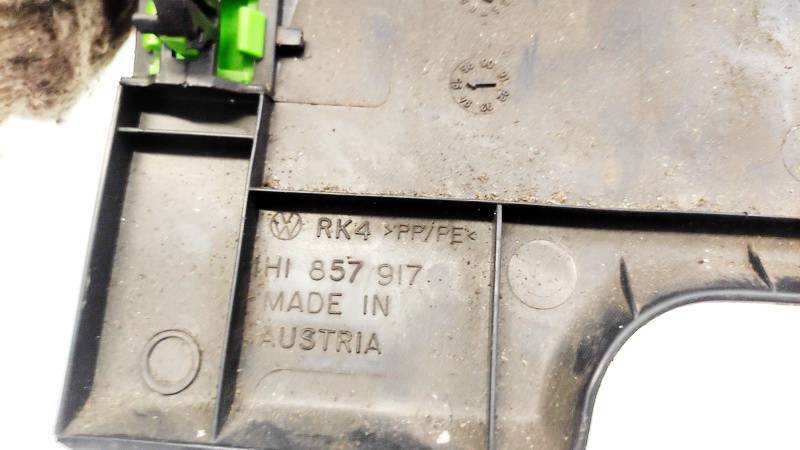 RK4 >PP/PE<
1H1 857 917
MADE IN
AUSTRIA